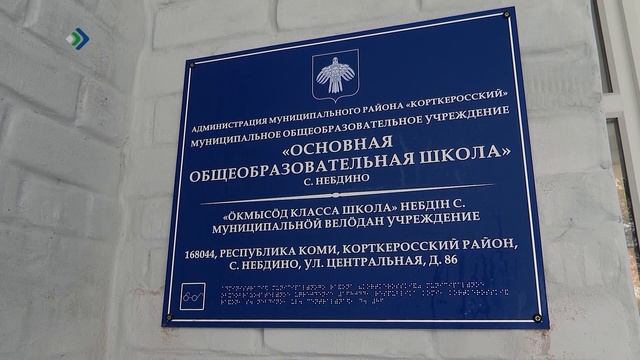 АДМИНИСТРАЦИЯ МУНИЦИПАЛЬНОГО РАЙОНА «КОРТКЕРОССКИЙ»
МУНИЦИПАЛЬНОЕ ОБЩЕОБРАЗОВАТЕЛЬНОЕ УЧРЕЖДЕНИЕ
«ОСНОВНАЯ
ОБЩЕОБРАЗОВАТЕЛЬНАЯ ШКОЛА»
С. НЕБДИНО
«ӦКМЫСӦД КЛАССА ШКОЛА» НЕБДІН С.
МУНИЦИПАЛЬНӦЙ ВЕЛӦДАН УЧРЕЖДЕНИЕ
168044, РЕСПУБЛИКА КОМИ, КОРТКЕРОССКИЙ РАЙОН,
С. НЕБДИНО, УЛ. ЦЕНТРАЛЬНАЯ, Д. 86